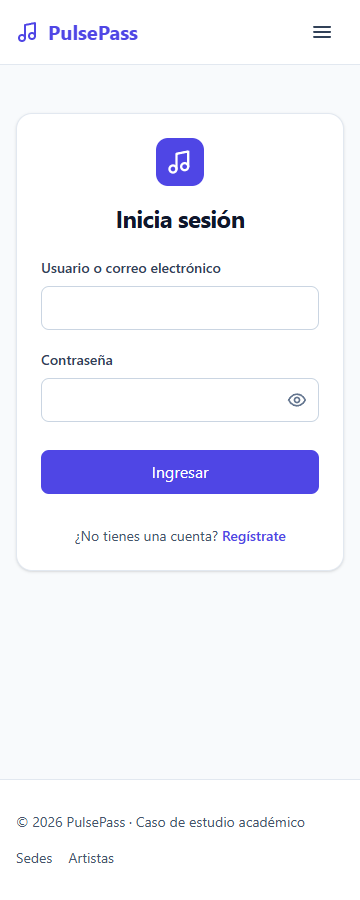 PulsePass
Inicia sesión
Usuario o correo electrónico
Contraseña
Ingresar
¿No tienes una cuenta? Regístrate
© 2026 PulsePass · Caso de estudio académico
Sedes Artistas